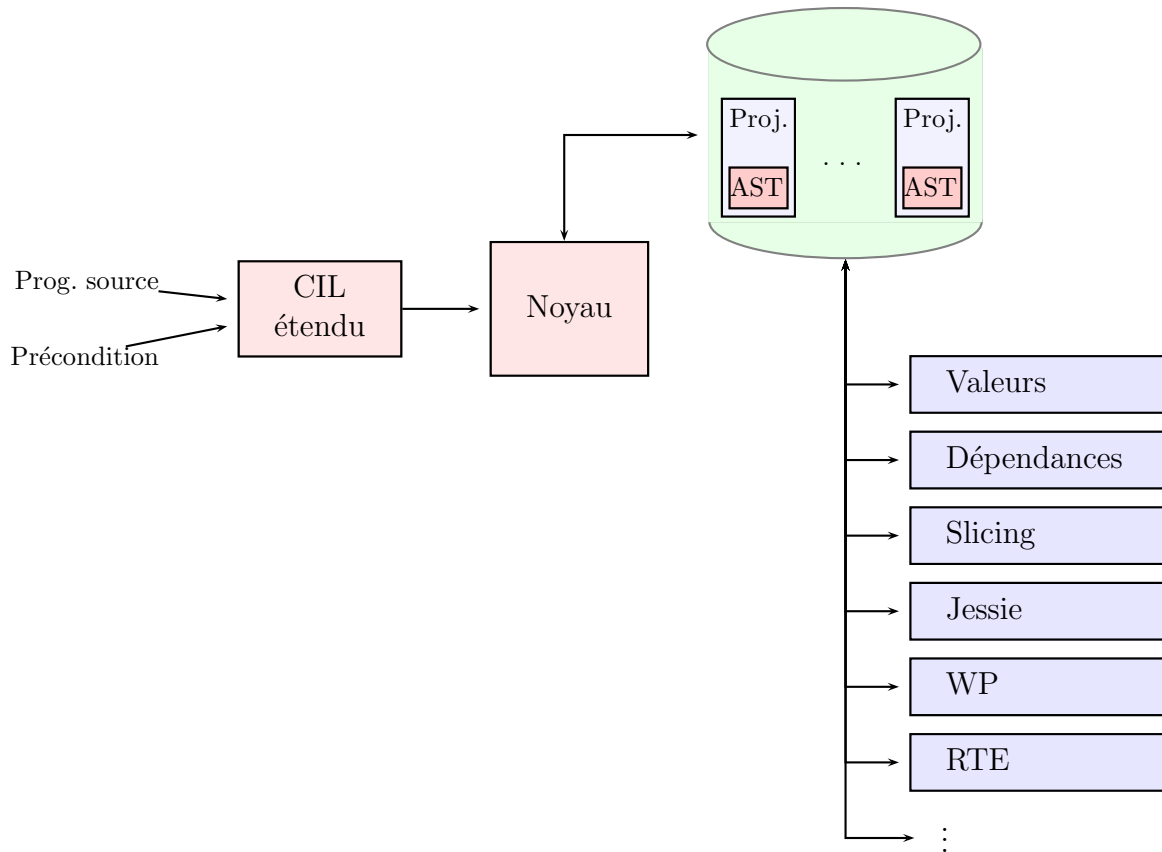 Proj.
Proj.
. . .
AST
AST
Prog. source
CIL
étendu
Noyau
Précondition
Valeurs
Dépendances
Slicing
Jessie
WP
RTE
⋮